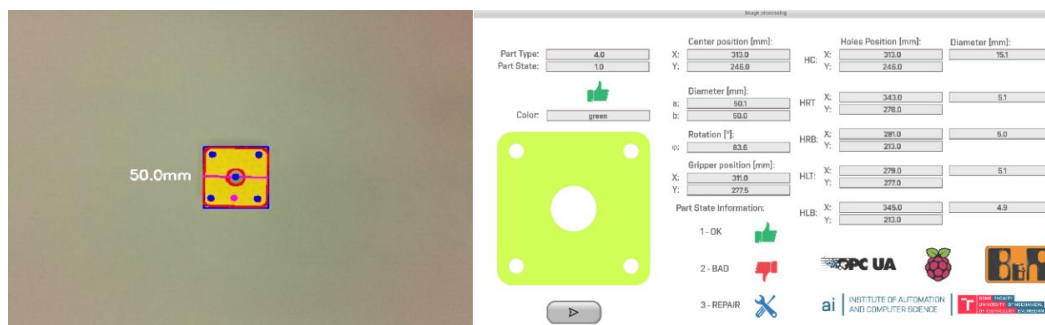 50.0mm
Image processing
Part Type: 4.0
Part State: 1.0
Color: green
Center position [mm]:
X: 313.0
Y: 246.0
Diameter [mm]:
a: 50.1
b: 50.0
Rotation [°]:
φ: 83.6
Gripper position [mm]:
X: 311.0
Y: 277.5
Part State Information:
1 - OK
2 - BAD
3 - REPAIR
Holes Position [mm]: Diameter [mm]:
HC: X: 313.0 15.1
Y: 246.0
HRT X: 343.0 5.1
Y: 278.0
HRB: X: 281.0 5.0
Y: 213.0
HLT: X: 279.0 5.1
Y: 277.0
HLB: X: 345.0 4.9
Y: 213.0
OPC UA
B&R
ai INSTITUTE OF AUTOMATION
AND COMPUTER SCIENCE